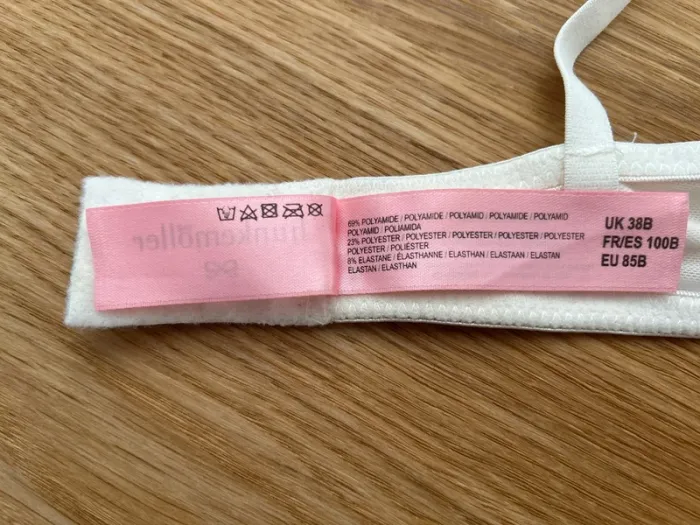 hunkemöller
69% POLYAMIDE / POLYAMIDE / POLYAMID / POLYAMIDE / POLYAMID
POLYAMID / POLIAMIDA
23% POLYESTER / POLYESTER / POLYESTER / POLYESTER / POLYESTER
POLYESTER / POLIÉSTER
8% ELASTANE / ÉLASTHANNE / ELASTHAN / ELASTAAN / ELASTAN
ELASTAN / ELASTHAN
UK 38B
FR/ES 100B
EU 85B